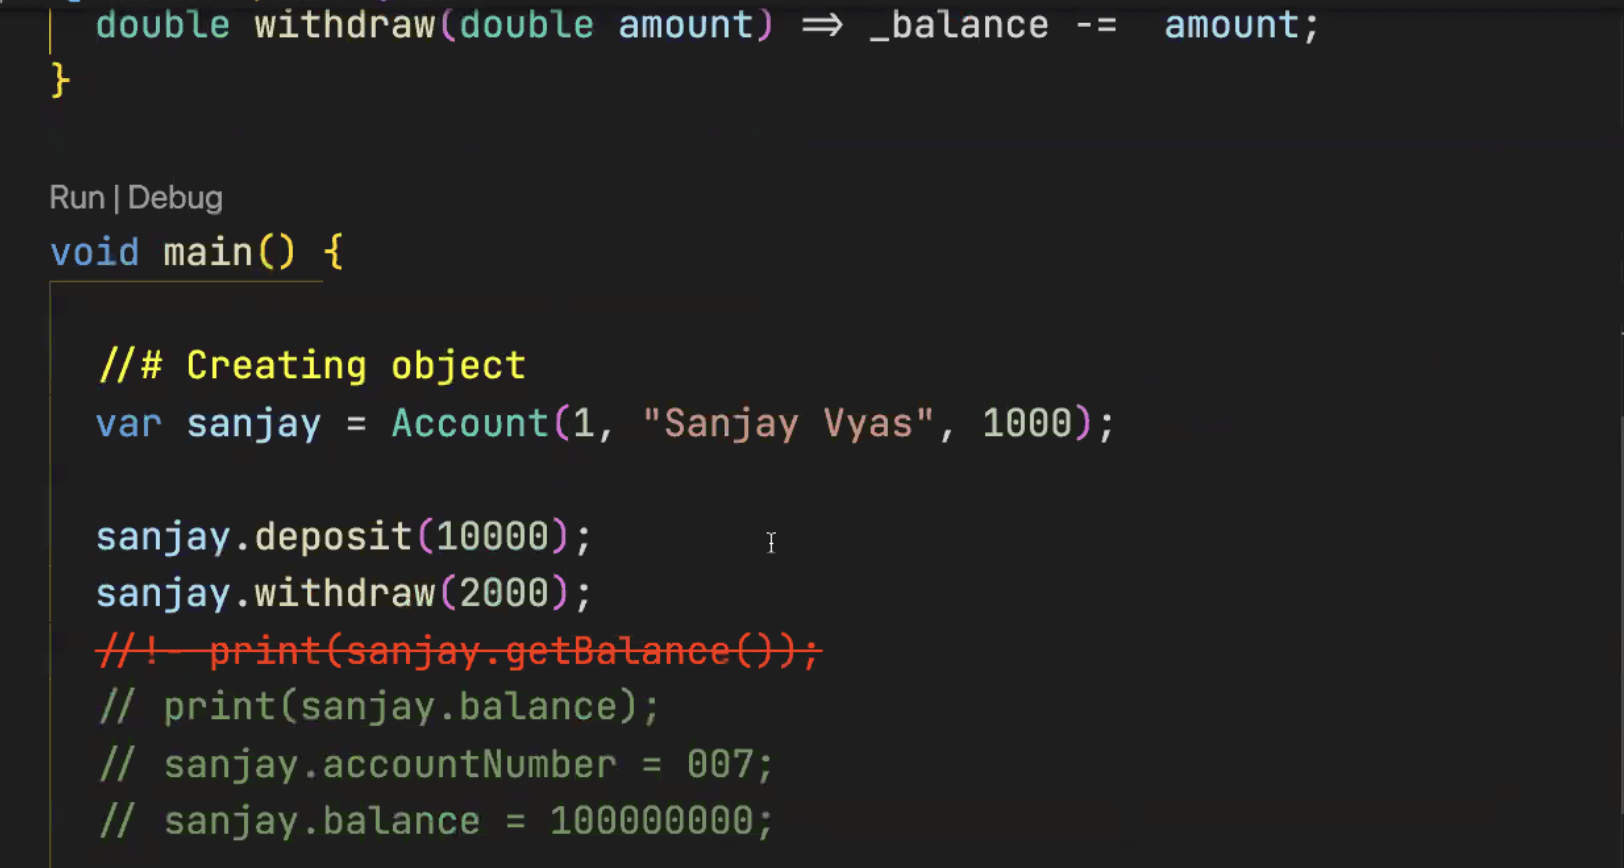 double withdraw(double amount) => _balance -=  amount;
}
Run | Debug
void main() {
//# Creating object
var sanjay = Account(1, "Sanjay Vyas", 1000);
sanjay.deposit(10000);
sanjay.withdraw(2000);
//!- print(sanjay.getBalance());
// print(sanjay.balance);
// sanjay.accountNumber = 007;
// sanjay.balance = 100000000;